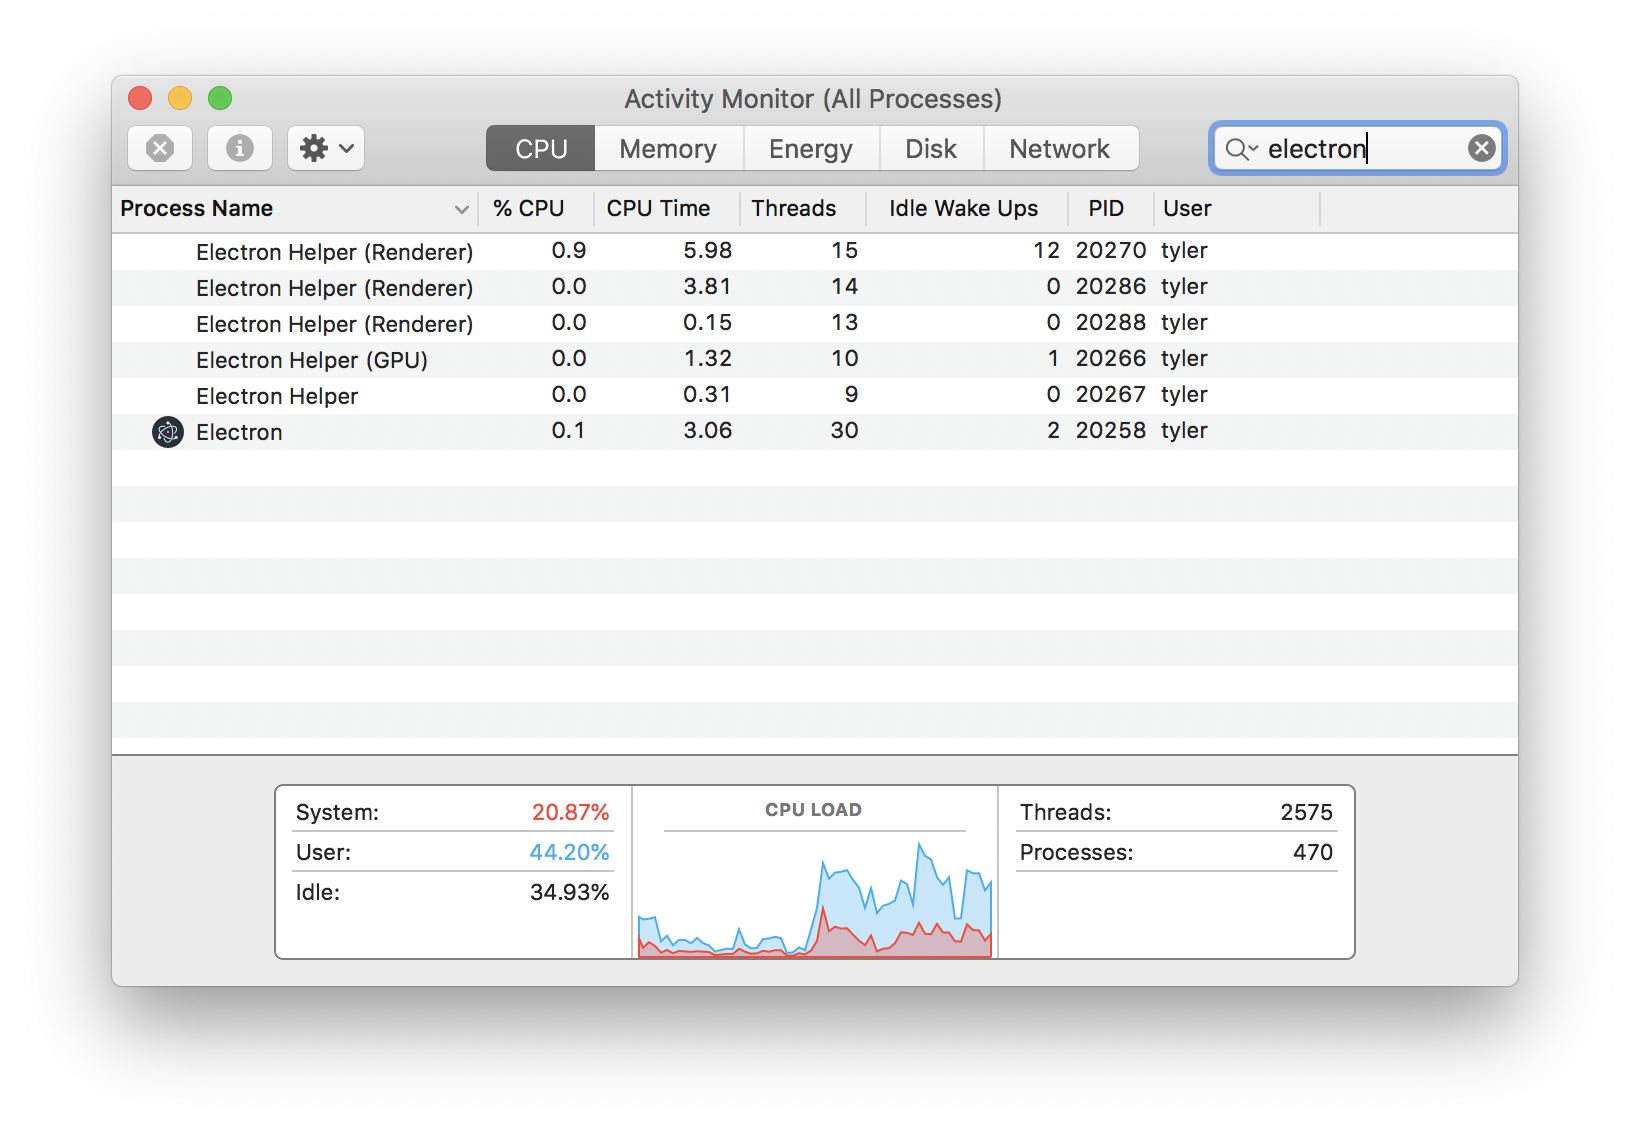 Activity Monitor (All Processes)
CPU Memory Energy Disk Network electron
Process Name % CPU CPU Time Threads Idle Wake Ups PID User
Electron Helper (Renderer) 0.9 5.98 15 12 20270 tyler
Electron Helper (Renderer) 0.0 3.81 14 0 20286 tyler
Electron Helper (Renderer) 0.0 0.15 13 0 20288 tyler
Electron Helper (GPU) 0.0 1.32 10 1 20266 tyler
Electron Helper 0.0 0.31 9 0 20267 tyler
Electron 0.1 3.06 30 2 20258 tyler
System: 20.87%
User: 44.20%
Idle: 34.93%
CPU LOAD
Threads: 2575
Processes: 470